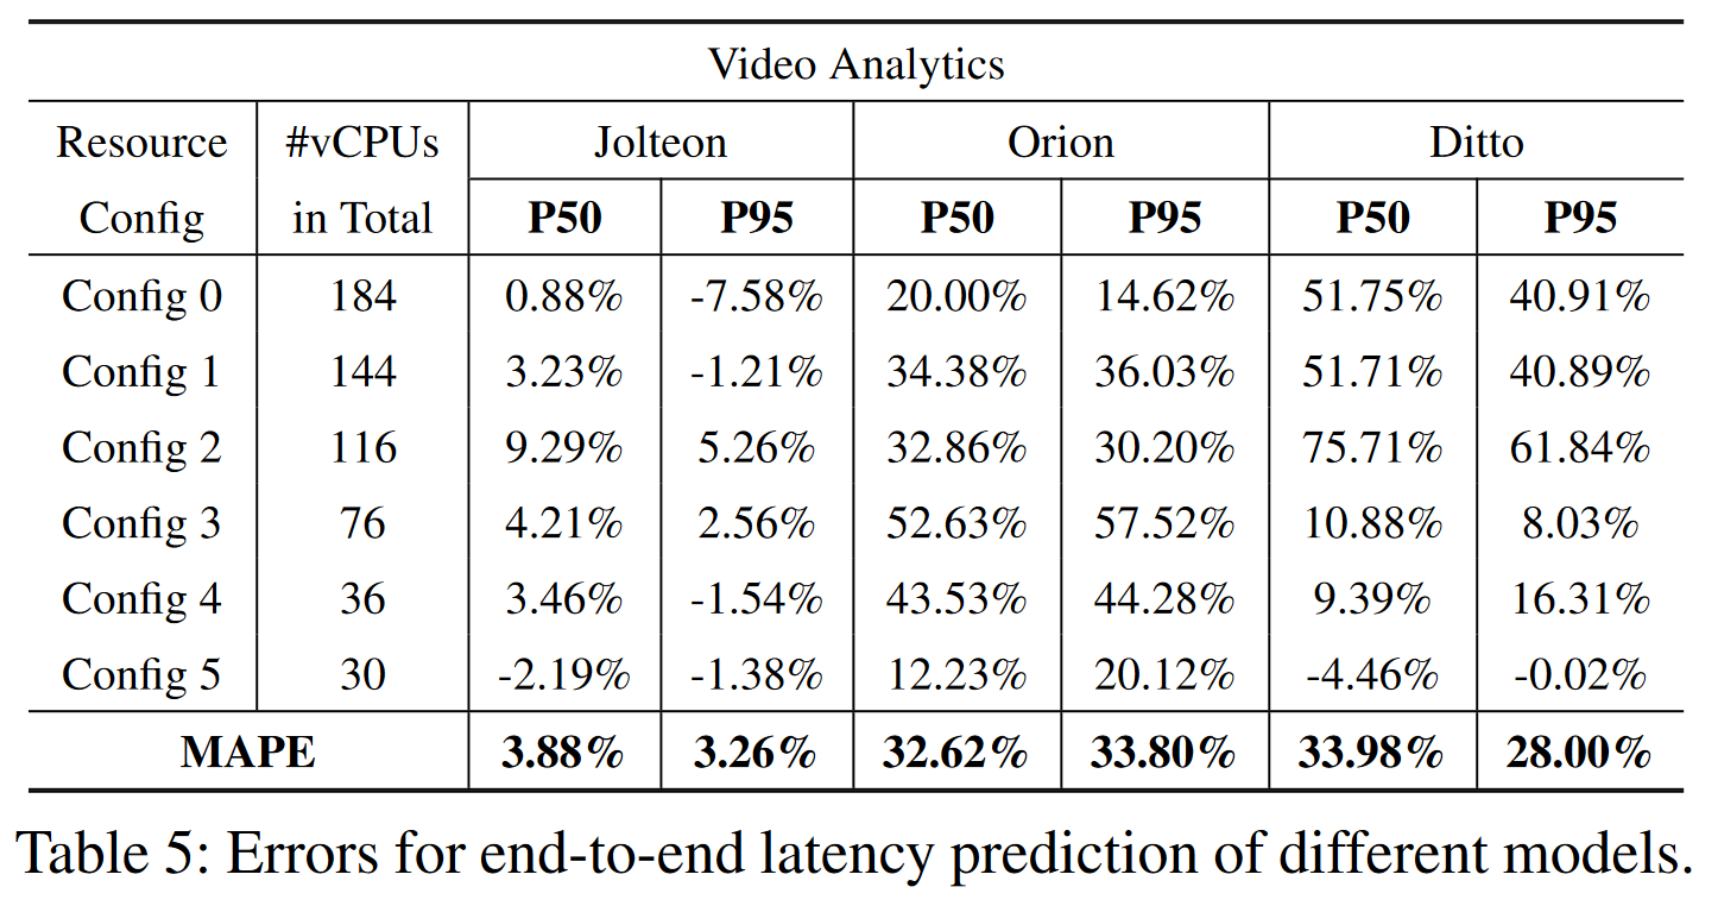 Video Analytics
Resource #vCPUs Jolteon Orion Ditto
Config in Total P50 P95 P50 P95 P50 P95
Config 0 184 0.88% -7.58% 20.00% 14.62% 51.75% 40.91%
Config 1 144 3.23% -1.21% 34.38% 36.03% 51.71% 40.89%
Config 2 116 9.29% 5.26% 32.86% 30.20% 75.71% 61.84%
Config 3 76 4.21% 2.56% 52.63% 57.52% 10.88% 8.03%
Config 4 36 3.46% -1.54% 43.53% 44.28% 9.39% 16.31%
Config 5 30 -2.19% -1.38% 12.23% 20.12% -4.46% -0.02%
MAPE 3.88% 3.26% 32.62% 33.80% 33.98% 28.00%
Table 5: Errors for end-to-end latency prediction of different models.